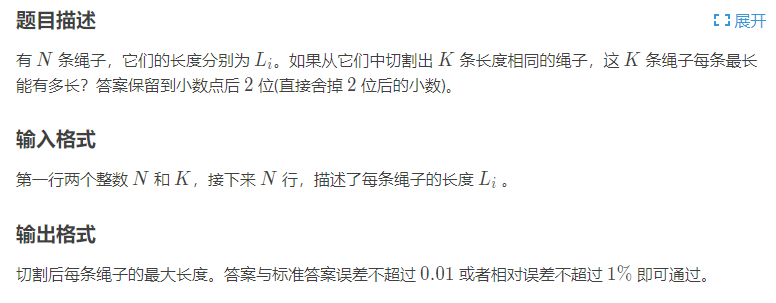 题目描述
展开
有 N 条绳子，它们的长度分别为 Li。如果从它们中切割出 K 条长度相同的绳子，这 K 条绳子每条最长
能有多长？答案保留到小数点后 2 位(直接舍掉 2 位后的小数)。
输入格式
第一行两个整数 N 和 K，接下来 N 行，描述了每条绳子的长度 Li 。
输出格式
切割后每条绳子的最大长度。答案与标准答案误差不超过 0.01 或者相对误差不超过 1% 即可通过。